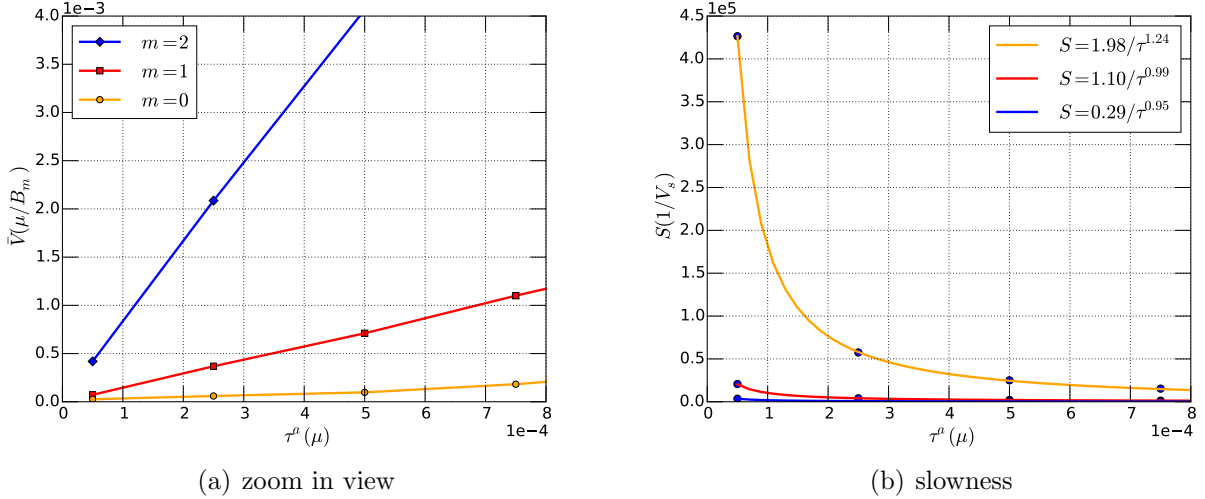 1e−3
4.0
3.5
3.0
2.5
2.0
1.5
1.0
0.5
0.0
V̄(μ/B_m)
m=2
m=1
m=0
0 1 2 3 4 5 6 7 8
1e−4
τ^a(μ)
(a) zoom in view
1e5
4.5
4.0
3.5
3.0
2.5
2.0
1.5
1.0
0.5
0.0
S(1/V_s)
S=1.98/τ^1.24
S=1.10/τ^0.99
S=0.29/τ^0.95
0 1 2 3 4 5 6 7 8
1e−4
τ^a(μ)
(b) slowness